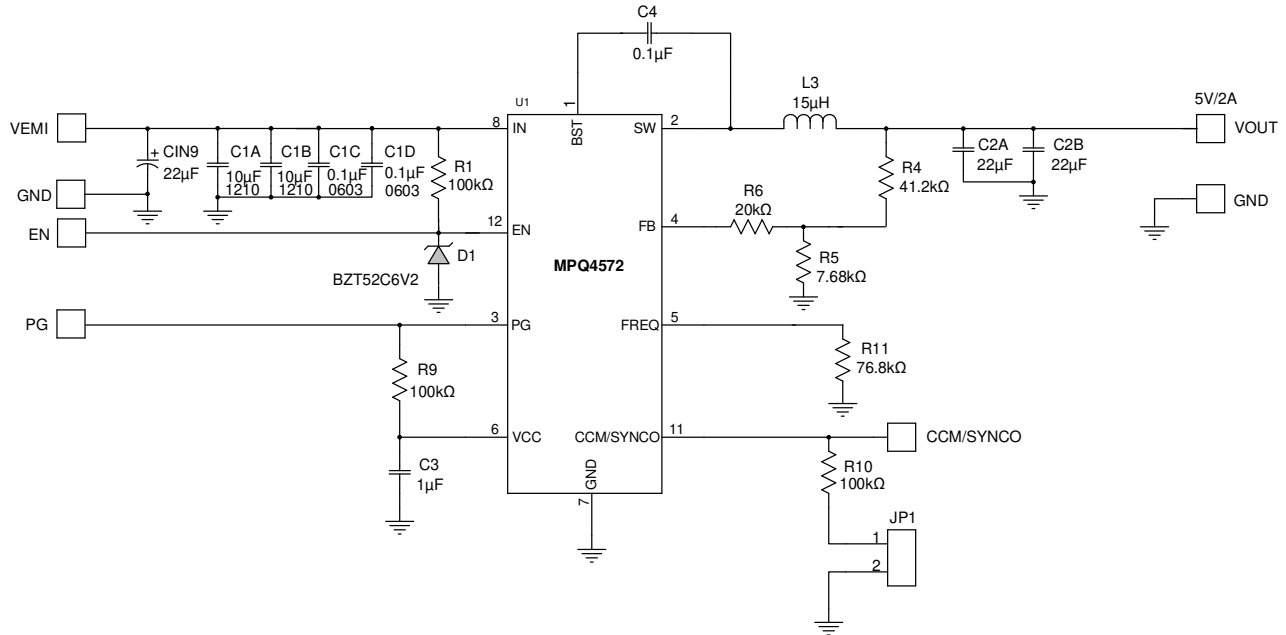 C4
0.1µF
L3
15µH
5V/2A
U1
1
VEMI
8
IN
BST
SW
2
VOUT
+
CIN9
22µF
C1A
10µF
1210
C1B
10µF
1210
C1C
0.1µF
0603
C1D
0.1µF
0603
R1
100kΩ
C2A
22µF
C2B
22µF
R4
41.2kΩ
GND
R6
20kΩ
GND
EN
12
EN
FB
4
D1
BZT52C6V2
MPQ4572
R5
7.68kΩ
PG
3
PG
FREQ
5
R11
76.8kΩ
R9
100kΩ
6
VCC
CCM/SYNCO
11
CCM/SYNCO
C3
1µF
GND
7
R10
100kΩ
JP1
1
2